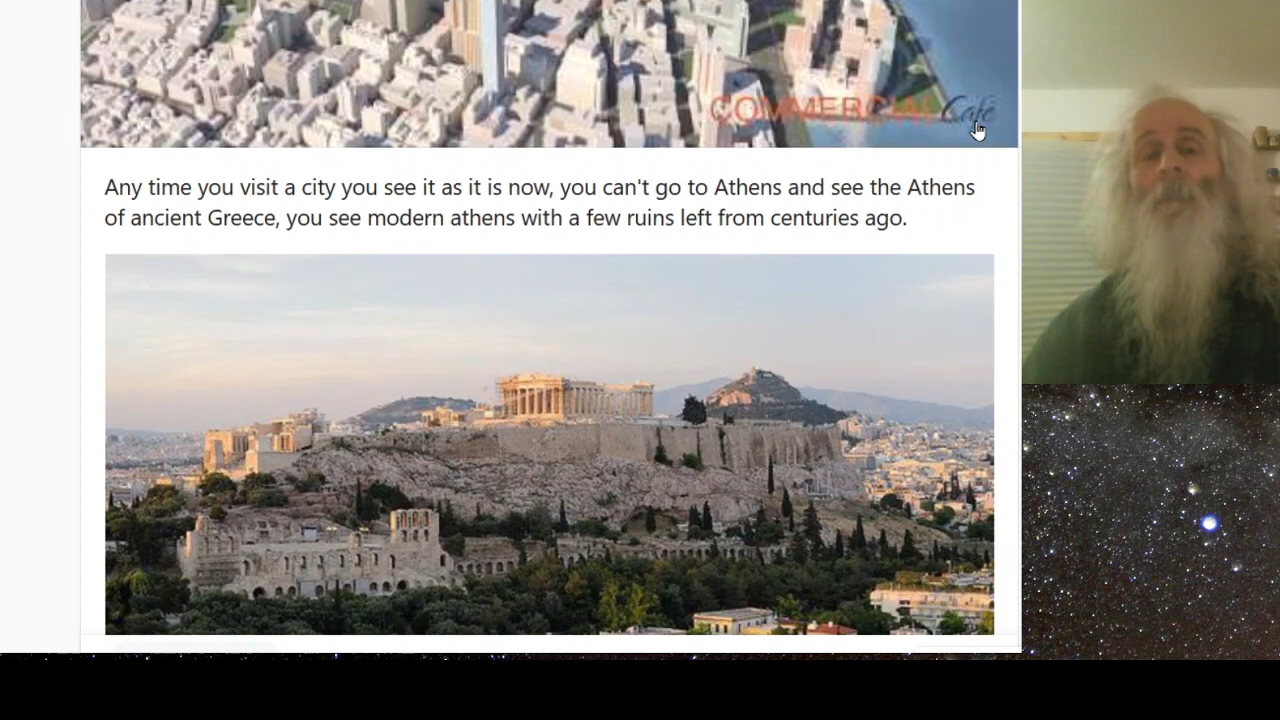 COMMERCIAL Café
Any time you visit a city you see it as it is now, you can't go to Athens and see the Athens
of ancient Greece, you see modern athens with a few ruins left from centuries ago.